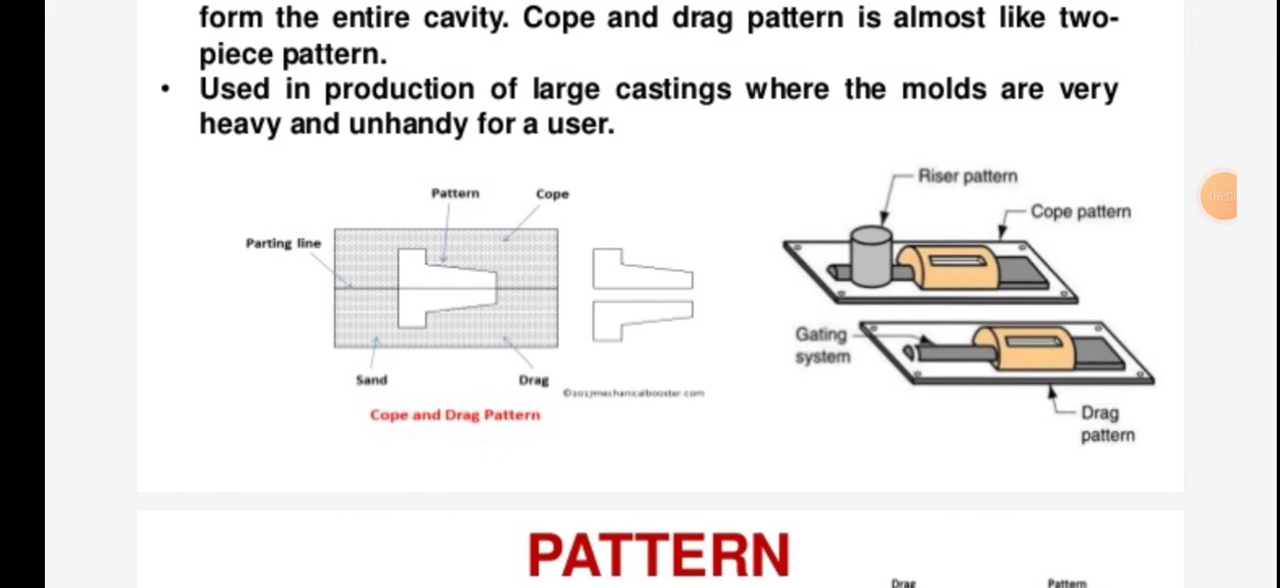 form the entire cavity. Cope and drag pattern is almost like two-
piece pattern.
• Used in production of large castings where the molds are very
heavy and unhandy for a user.
Pattern
Cope
Parting line
Sand
Drag
©2017mechanicalbooster.com
Cope and Drag Pattern
Riser pattern
Cope pattern
Gating
system
Drag
pattern
PATTERN
Drag
Pattern